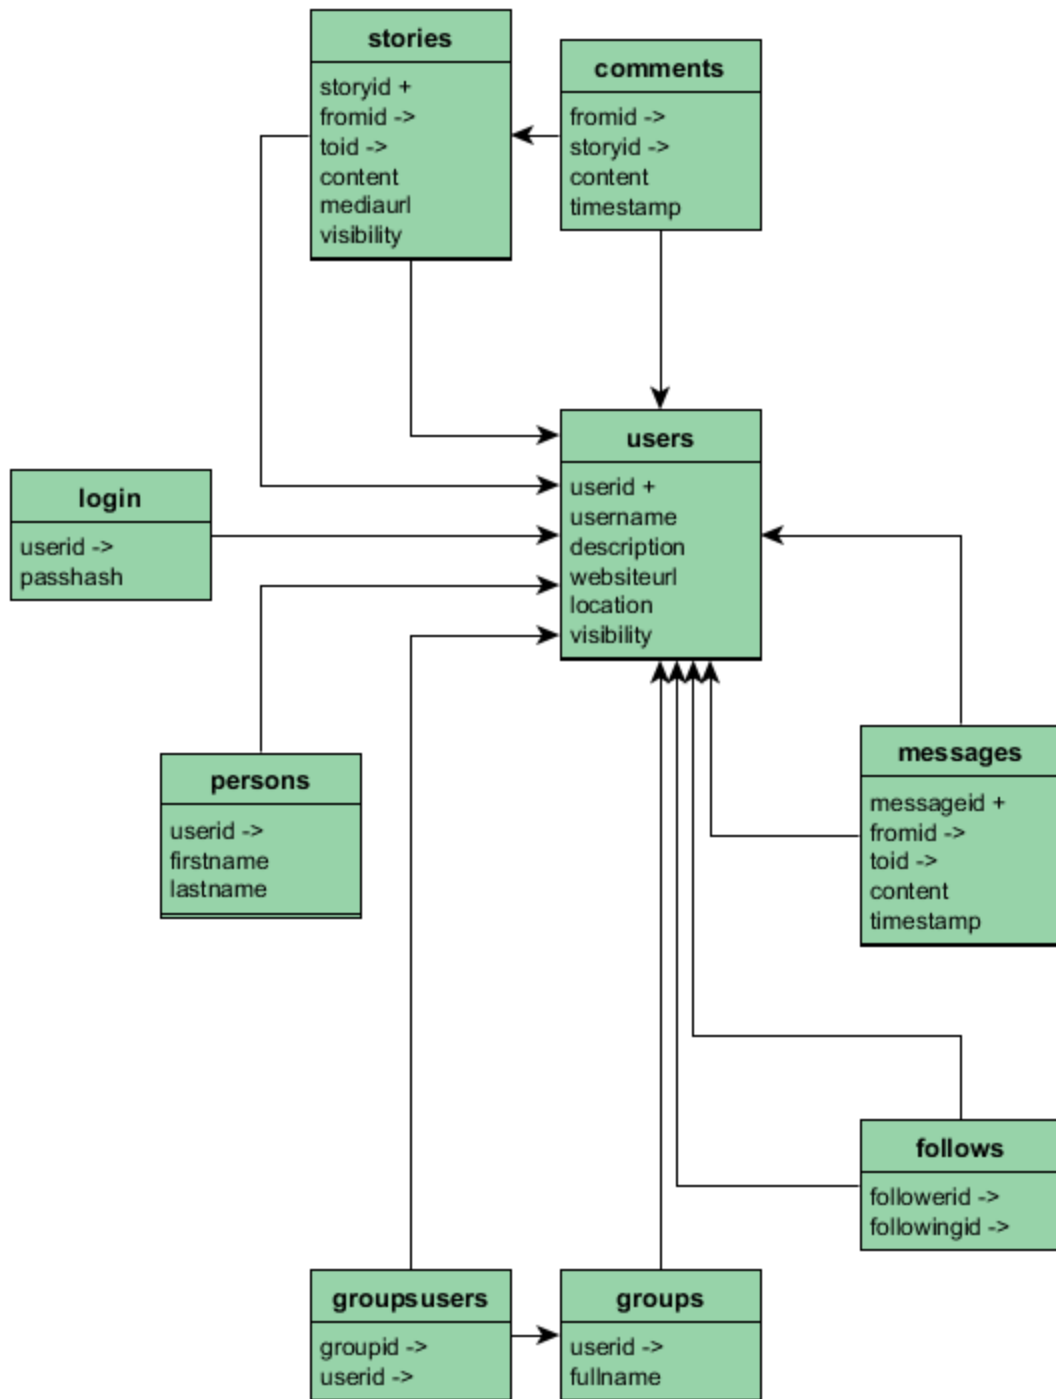 stories
storyid +
fromid ->
toid ->
content
mediaurl
visibility
comments
fromid ->
storyid ->
content
timestamp
users
userid +
username
description
websiteurl
location
visibility
login
userid ->
passhash
persons
userid ->
firstname
lastname
messages
messageid +
fromid ->
toid ->
content
timestamp
follows
followerid ->
followingid ->
groupsusers
groupid ->
userid ->
groups
userid ->
fullname